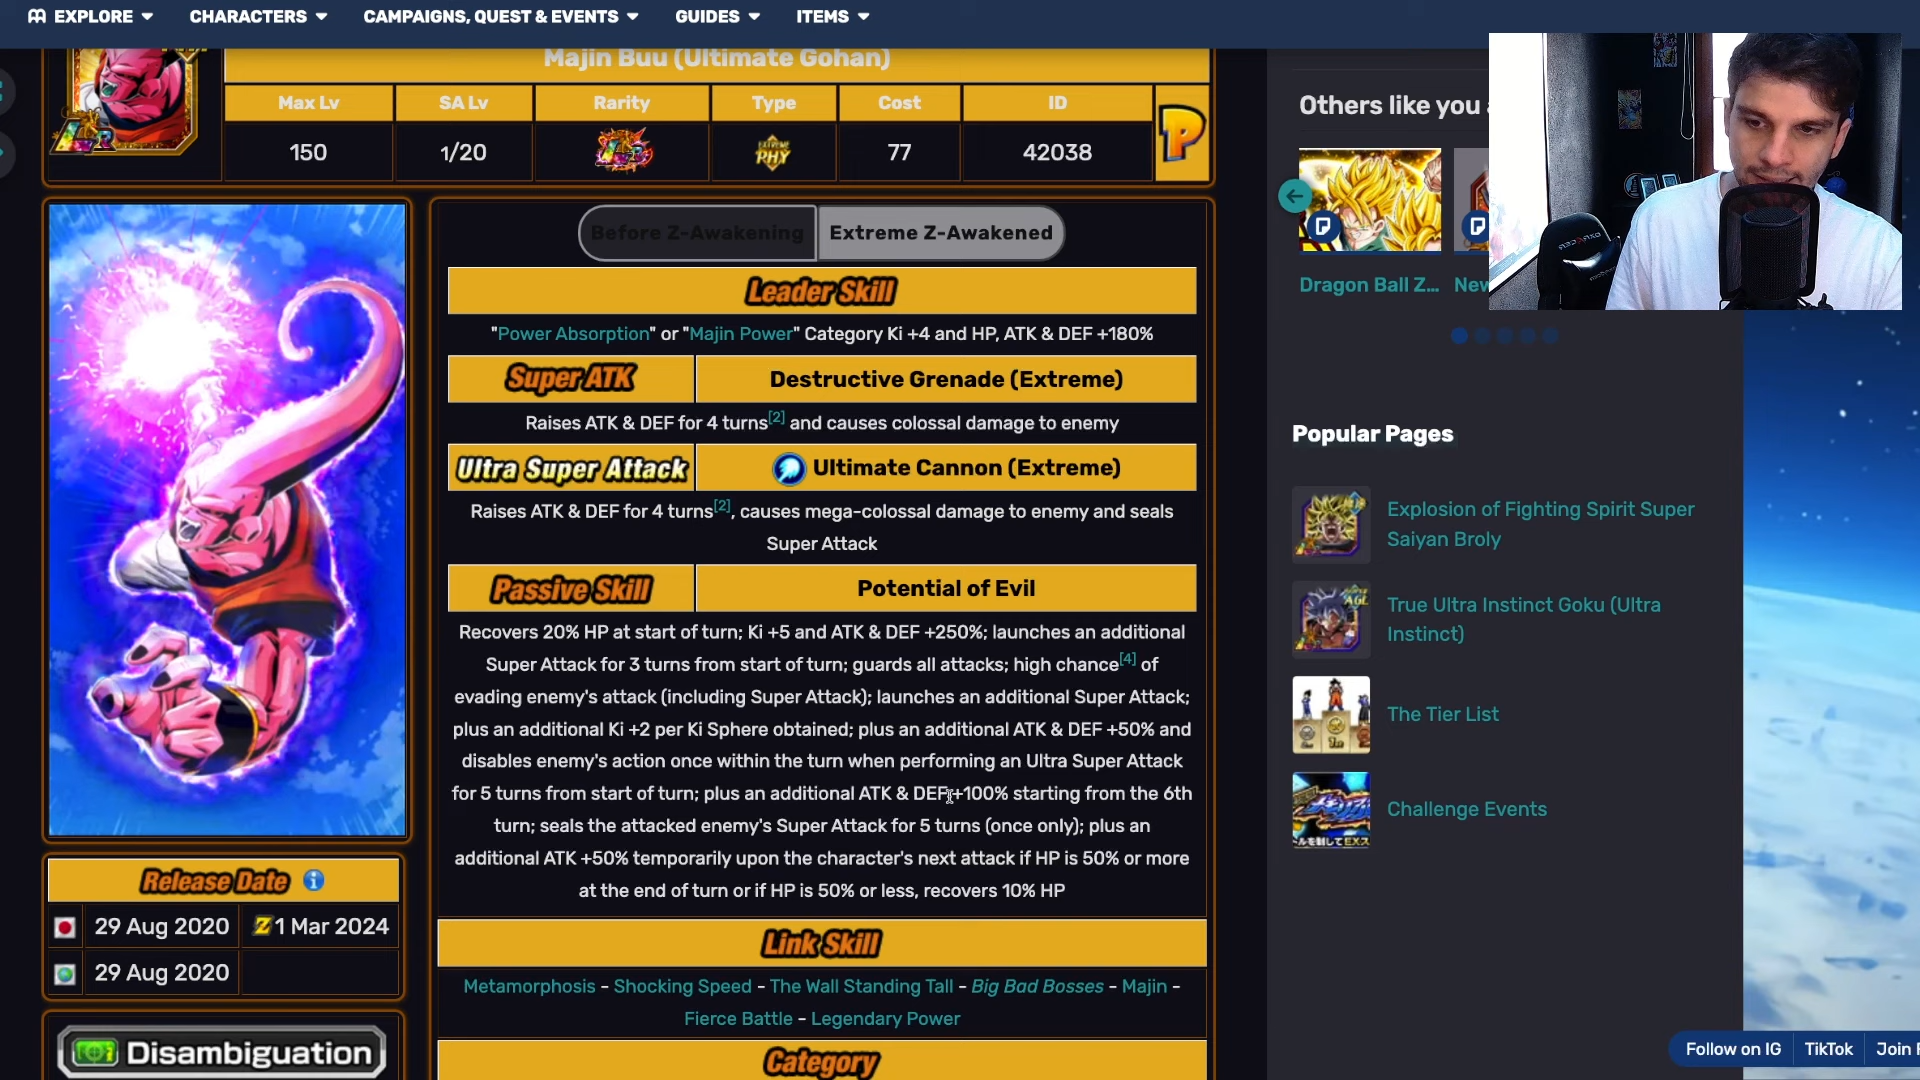 EXPLORE CHARACTERS CAMPAIGNS, QUEST & EVENTS GUIDES ITEMS
Majin Buu (Ultimate Gohan)
Max Lv SA Lv Rarity Type Cost ID
150 1/20 LR EXTREME PHY 77 42038
Before Z-Awakening Extreme Z-Awakened
Leader Skill
"Power Absorption" or "Majin Power" Category Ki +4 and HP, ATK & DEF +180%
Super ATK Destructive Grenade (Extreme)
Raises ATK & DEF for 4 turns[2] and causes colossal damage to enemy
Ultra Super Attack Ultimate Cannon (Extreme)
Raises ATK & DEF for 4 turns[2], causes mega-colossal damage to enemy and seals
Super Attack
Passive Skill Potential of Evil
Recovers 20% HP at start of turn; Ki +5 and ATK & DEF +250%; launches an additional
Super Attack for 3 turns from start of turn; guards all attacks; high chance[4] of
evading enemy's attack (including Super Attack); launches an additional Super Attack;
plus an additional Ki +2 per Ki Sphere obtained; plus an additional ATK & DEF +50% and
disables enemy's action once within the turn when performing an Ultra Super Attack
for 5 turns from start of turn; plus an additional ATK & DEF +100% starting from the 6th
turn; seals the attacked enemy's Super Attack for 5 turns (once only); plus an
additional ATK +50% temporarily upon the character's next attack if HP is 50% or more
at the end of turn or if HP is 50% or less, recovers 10% HP
Link Skill
Metamorphosis - Shocking Speed - The Wall Standing Tall - Big Bad Bosses - Majin -
Fierce Battle - Legendary Power
Category
Release Date
29 Aug 2020 Z 1 Mar 2024
29 Aug 2020
Disambiguation
Others like you
Dragon Ball Z... New
Popular Pages
Explosion of Fighting Spirit Super
Saiyan Broly
True Ultra Instinct Goku (Ultra
Instinct)
The Tier List
Challenge Events
Follow on IG TikTok Join